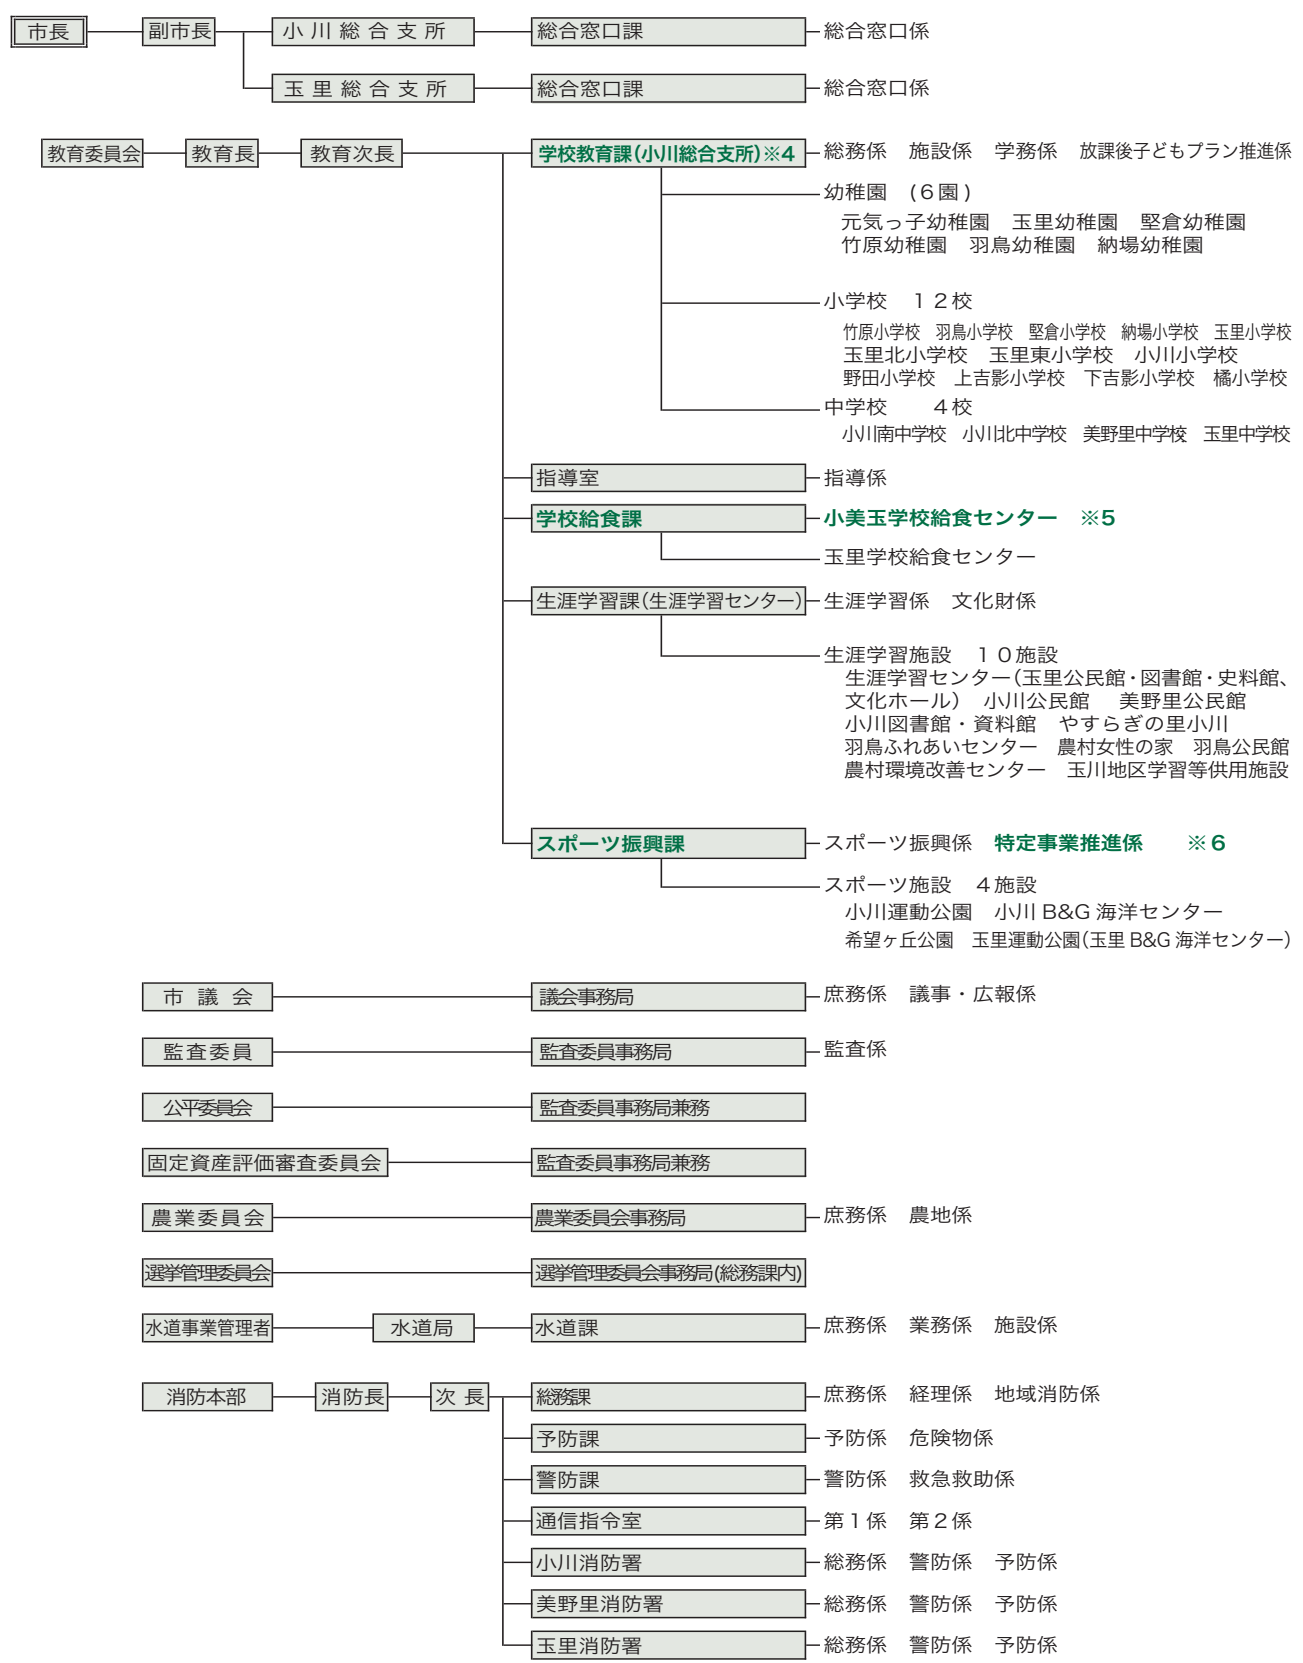 市長 副市長 小川総合支所 総合窓口課 総合窓口係
玉里総合支所 総合窓口課 総合窓口係
教育委員会 教育長 教育次長 学校教育課(小川総合支所)※4 総務係 施設係 学務係 放課後子どもプラン推進係
幼稚園 (6園)
元気っ子幼稚園 玉里幼稚園 堅倉幼稚園
竹原幼稚園 羽鳥幼稚園 納場幼稚園
小学校 12校
竹原小学校 羽鳥小学校 堅倉小学校 納場小学校 玉里小学校
玉里北小学校 玉里東小学校 小川小学校
野田小学校 上吉影小学校 下吉影小学校 橘小学校
中学校 4校
小川南中学校 小川北中学校 美野里中学校 玉里中学校
指導室 指導係
学校給食課 小美玉学校給食センター ※5
玉里学校給食センター
生涯学習課(生涯学習センター) 生涯学習係 文化財係
生涯学習施設 10施設
生涯学習センター(玉里公民館・図書館・史料館、
文化ホール) 小川公民館 美野里公民館
小川図書館・資料館 やすらぎの里小川
羽鳥ふれあいセンター 農村女性の家 羽鳥公民館
農村環境改善センター 玉川地区学習等供用施設
スポーツ振興課 スポーツ振興係 特定事業推進係 ※6
スポーツ施設 4施設
小川運動公園 小川B&G海洋センター
希望ヶ丘公園 玉里運動公園(玉里B&G海洋センター)
市議会 議会事務局 庶務係 議事・広報係
監査委員 監査委員事務局 監査係
公平委員会 監査委員事務局兼務
固定資産評価審査委員会 監査委員事務局兼務
農業委員会 農業委員会事務局 庶務係 農地係
選挙管理委員会 選挙管理委員会事務局(総務課内)
水道事業管理者 水道局 水道課 庶務係 業務係 施設係
消防本部 消防長 次長 総務課 庶務係 経理係 地域消防係
予防課 予防係 危険物係
警防課 警防係 救急救助係
通信指令室 第1係 第2係
小川消防署 総務係 警防係 予防係
美野里消防署 総務係 警防係 予防係
玉里消防署 総務係 警防係 予防係